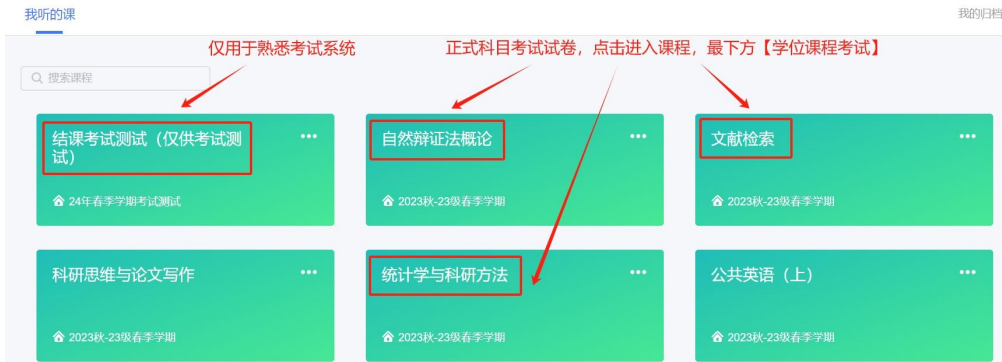 我听的课
我的归档
仅用于熟悉考试系统
正式科目考试试卷，点击进入课程，最下方【学位课程考试】
搜索课程
结课考试测试（仅供考试测
试）
24年春季学期考试测试
自然辩证法概论
2023秋-23级春季学期
文献检索
2023秋-23级春季学期
科研思维与论文写作
2023秋-23级春季学期
统计学与科研方法
2023秋-23级春季学期
公共英语（上）
2023秋-23级春季学期